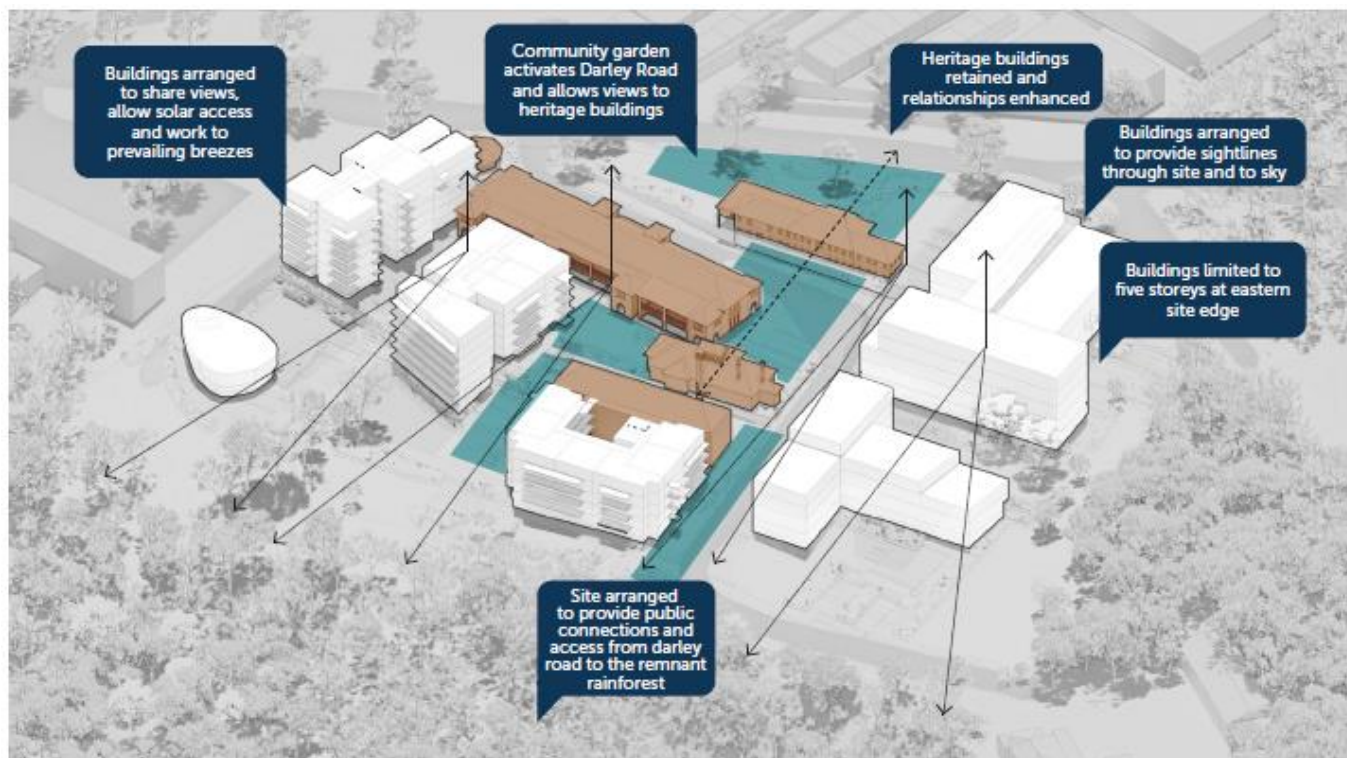 Buildings arranged
to share views,
allow solar access
and work to
prevailing breezes
Community garden
activates Darley Road
and allows views to
heritage buildings
Heritage buildings
retained and
relationships enhanced
Buildings arranged
to provide sightlines
through site and to sky
Buildings limited to
five storeys at eastern
site edge
Site arranged
to provide public
connections and
access from darley
road to the remnant
rainforest